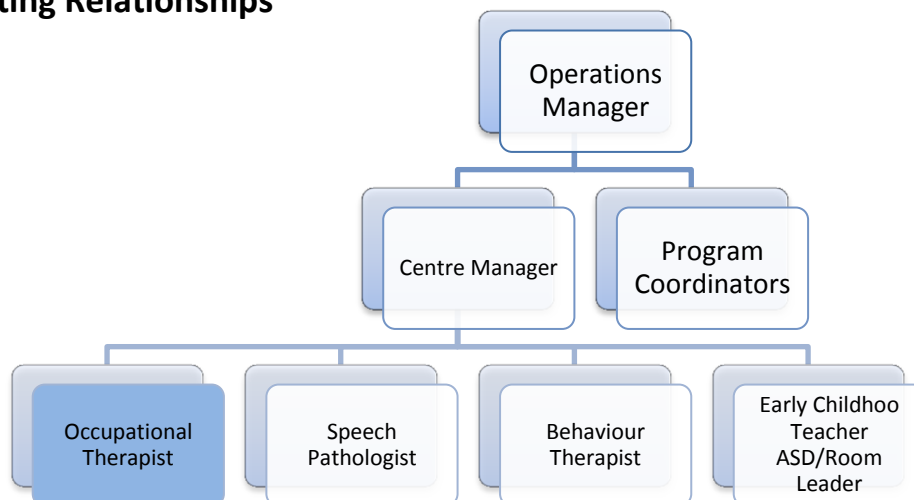 ting Relationships
Operations
Manager
Centre Manager
Program
Coordinators
Occupational
Therapist
Speech
Pathologist
Behaviour
Therapist
Early Childhoo
Teacher
ASD/Room
Leader